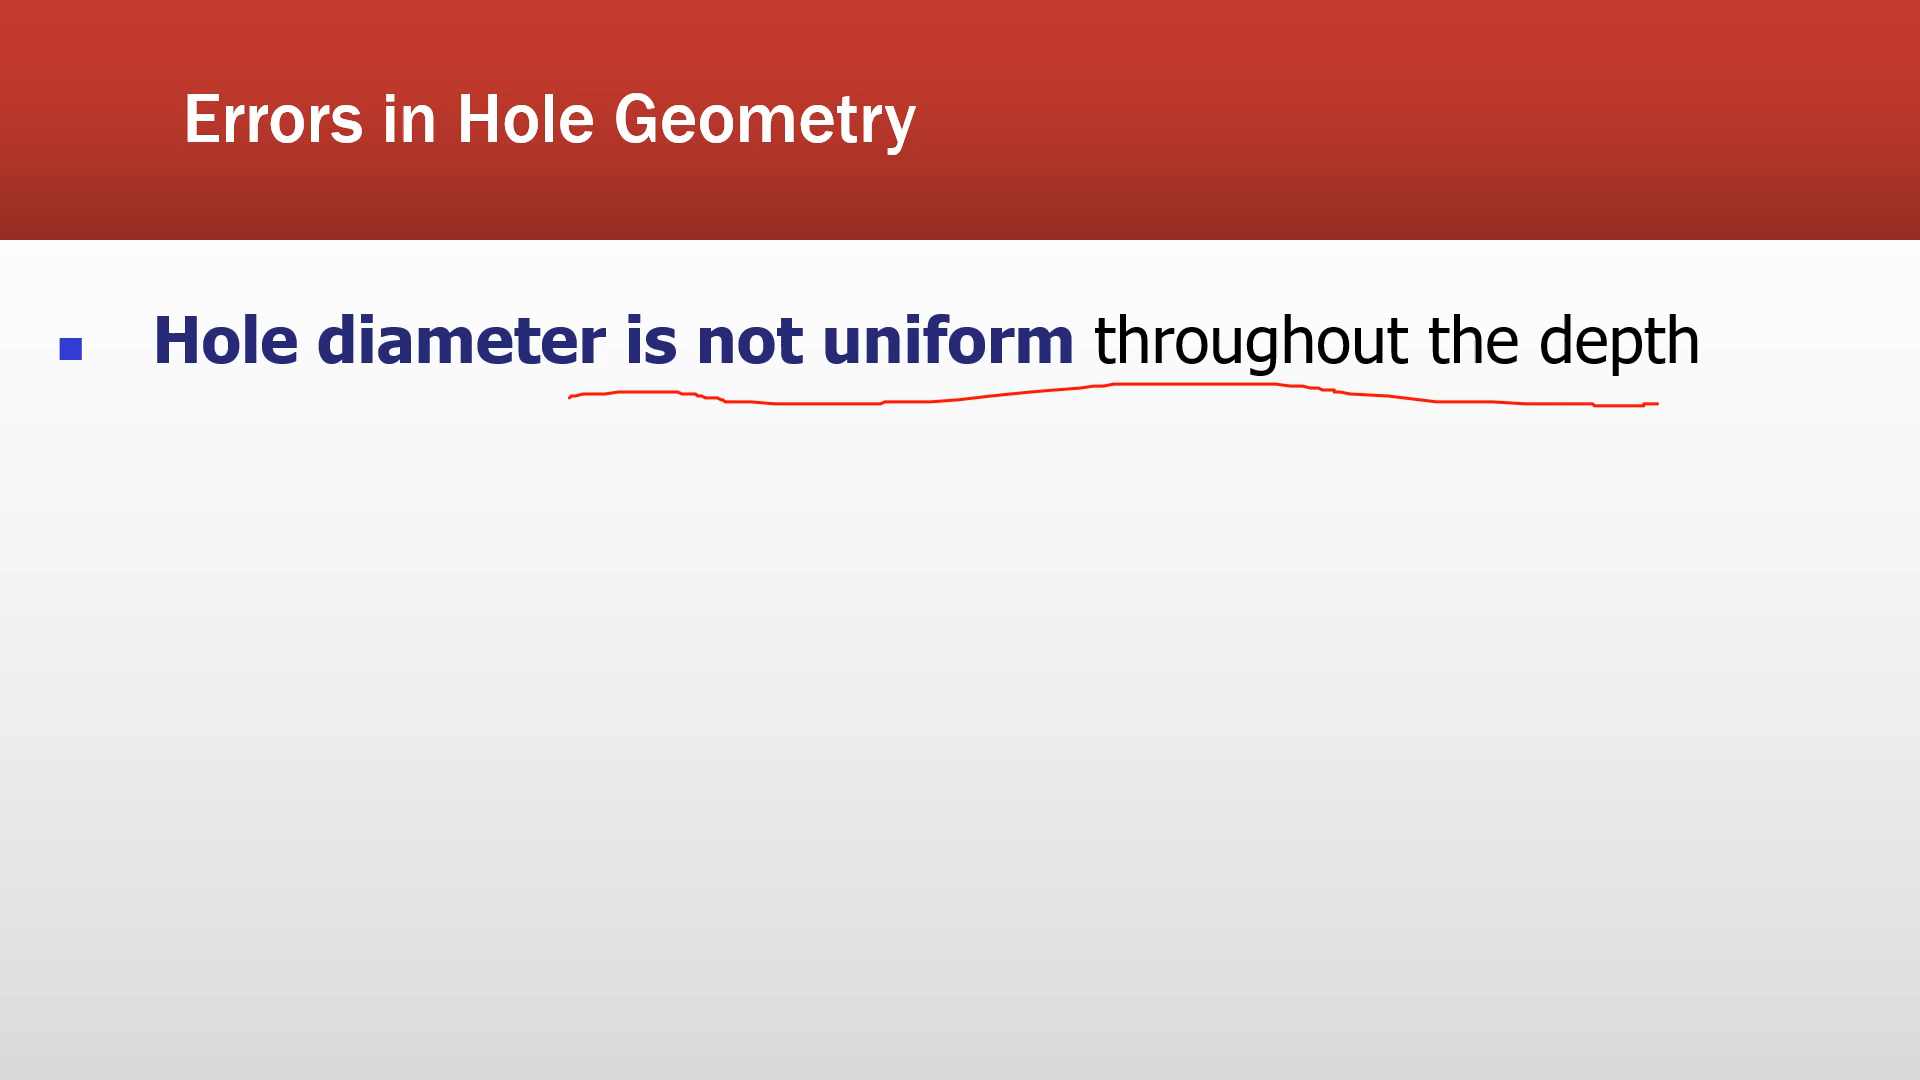 Errors in Hole Geometry
Hole diameter is not uniform throughout the depth